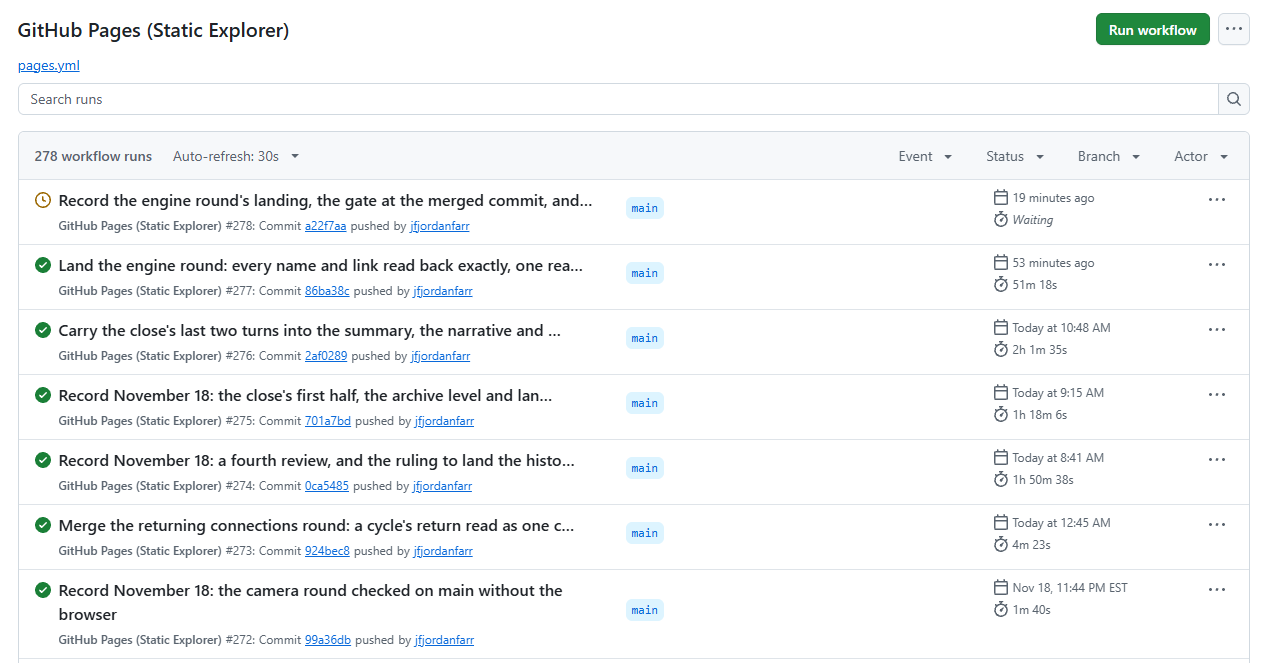 GitHub Pages (Static Explorer)
Run workflow
pages.yml
Search runs
278 workflow runs
Auto-refresh: 30s
Event
Status
Branch
Actor
Record the engine round's landing, the gate at the merged commit, and...
main
19 minutes ago
GitHub Pages (Static Explorer) #278: Commit a22f7aa pushed by jfjordanfarr
Waiting
Land the engine round: every name and link read back exactly, one rea...
main
53 minutes ago
GitHub Pages (Static Explorer) #277: Commit 86ba38c pushed by jfjordanfarr
51m 18s
Carry the close's last two turns into the summary, the narrative and ...
main
Today at 10:48 AM
GitHub Pages (Static Explorer) #276: Commit 2af0289 pushed by jfjordanfarr
2h 1m 35s
Record November 18: the close's first half, the archive level and lan...
main
Today at 9:15 AM
GitHub Pages (Static Explorer) #275: Commit 701a7bd pushed by jfjordanfarr
1h 18m 6s
Record November 18: a fourth review, and the ruling to land the histo...
main
Today at 8:41 AM
GitHub Pages (Static Explorer) #274: Commit 0ca5485 pushed by jfjordanfarr
1h 50m 38s
Merge the returning connections round: a cycle's return read as one c...
main
Today at 12:45 AM
GitHub Pages (Static Explorer) #273: Commit 924bec8 pushed by jfjordanfarr
4m 23s
Record November 18: the camera round checked on main without the
browser
main
Nov 18, 11:44 PM EST
GitHub Pages (Static Explorer) #272: Commit 99a36db pushed by jfjordanfarr
1m 40s